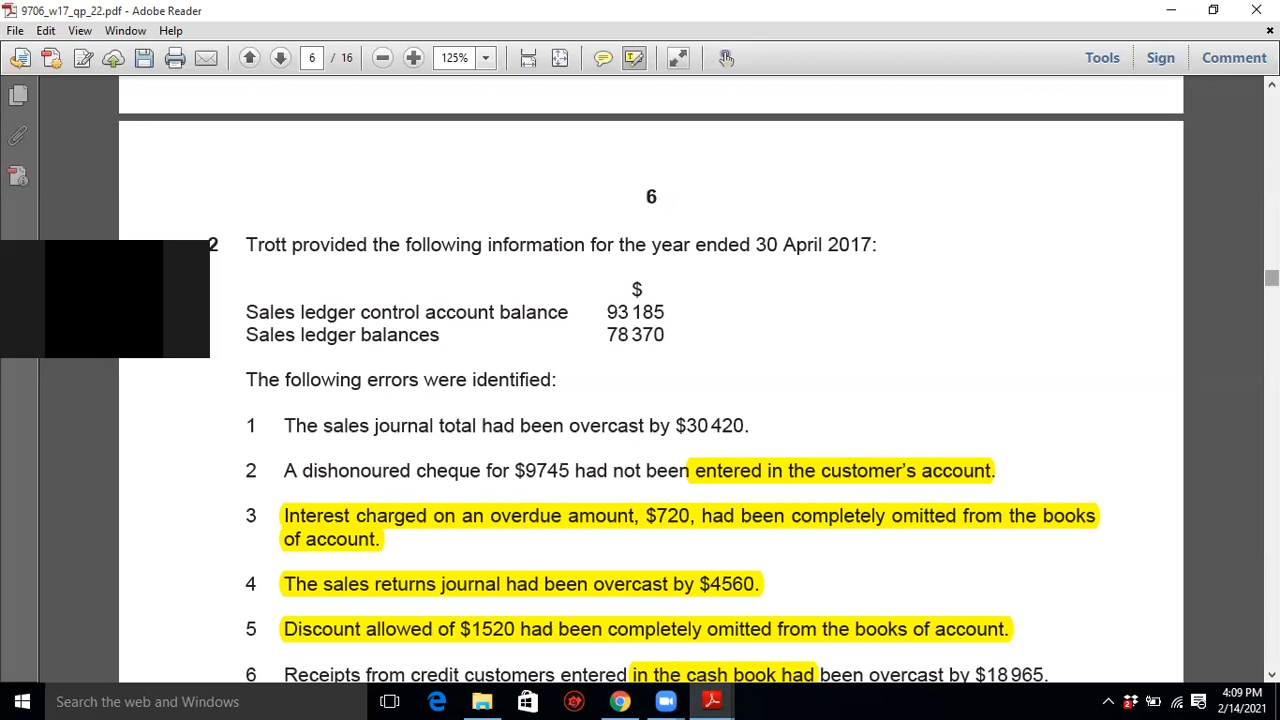 9706_w17_qp_22.pdf - Adobe Reader
File Edit View Window Help
6 / 16 125% Tools Sign Comment
6
2 Trott provided the following information for the year ended 30 April 2017:
$
Sales ledger control account balance 93 185
Sales ledger balances 78 370
The following errors were identified:
1 The sales journal total had been overcast by $30 420.
2 A dishonoured cheque for $9745 had not been entered in the customer's account.
3 Interest charged on an overdue amount, $720, had been completely omitted from the books
of account.
4 The sales returns journal had been overcast by $4560.
5 Discount allowed of $1520 had been completely omitted from the books of account.
6 Receipts from credit customers entered in the cash book had been overcast by $18 965.
Search the web and Windows
4:09 PM
2/14/2021